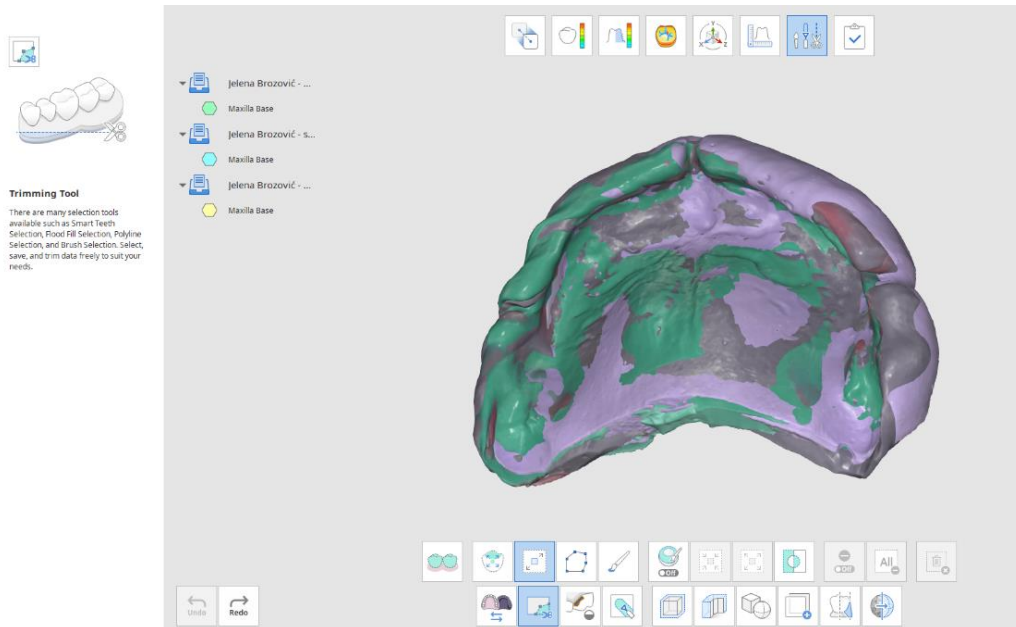 Trimming Tool
There are many selection tools
available such as Smart Teeth
Selection, Flood Fill Selection, Polyline
Selection, and Brush Selection. Select,
save, and trim data freely to suit your
needs.
Jelena Brozović - ...
Maxilla Base
Jelena Brozović - s...
Maxilla Base
Jelena Brozović - ...
Maxilla Base
Y
X
Z
Off
Off
All
Undo
Redo